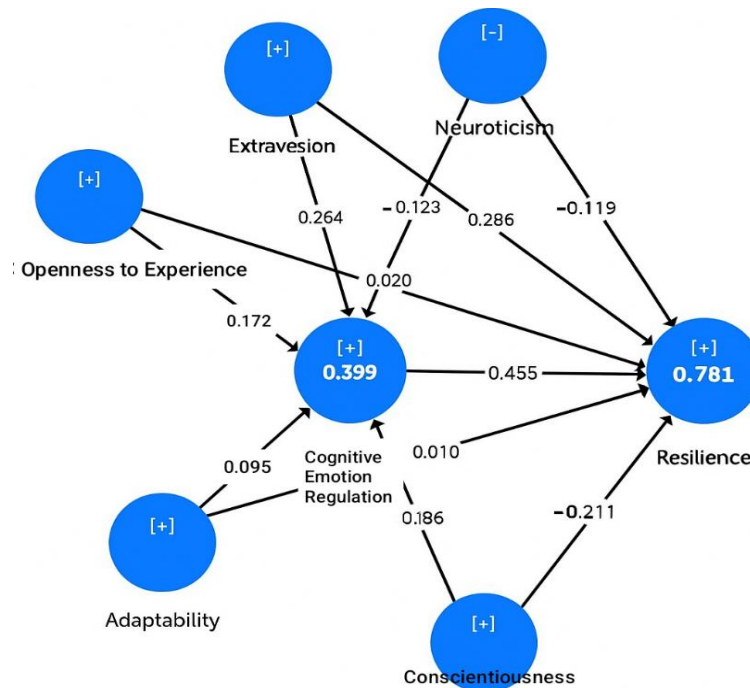 [+]
[-]
Extravesion
Neuroticism
[+]
0.264
-0.123
0.286
-0.119
: Openness to Experience
0.020
0.172
[+]
0.399
0.455
[+]
0.781
Cognitive
Emotion
Regulation
0.095
0.010
Resilience
[+]
0.186
-0.211
Adaptability
[+]
Conscientiousness